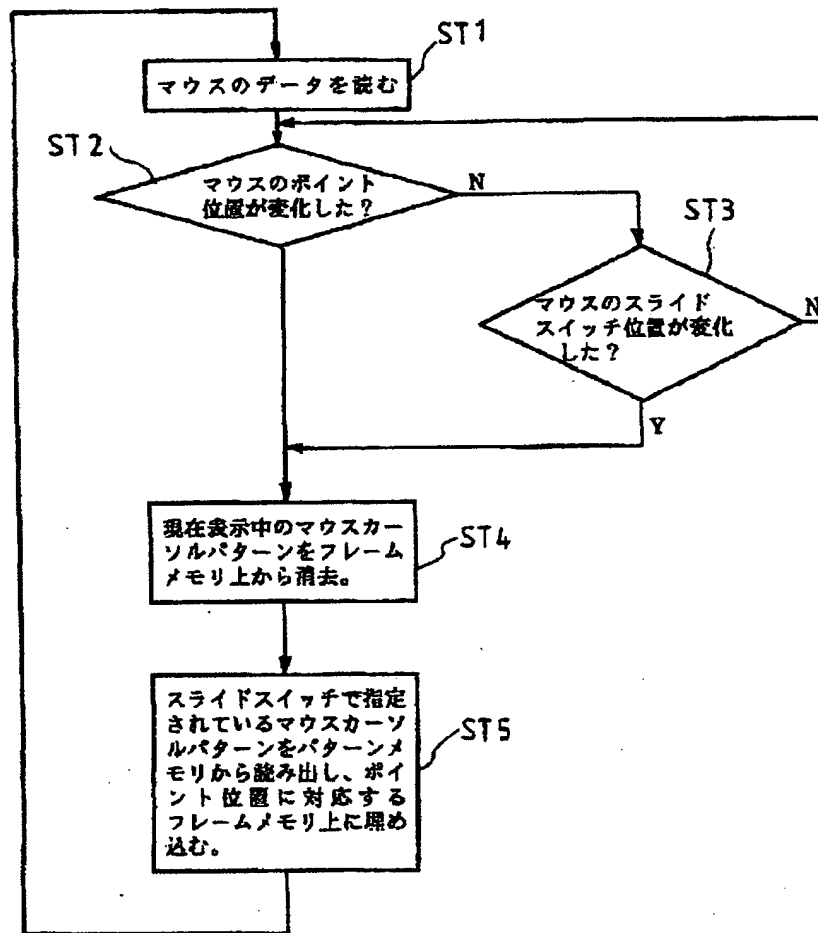 ST1
マウスのデータを読む
ST2
マウスのポイント
位置が変化した？
N
ST3
マウスのスライド
スイッチ位置が変化
した？
N
Y
現在表示中のマウスカー
ソルパターンをフレーム
メモリ上から消去。
ST4
スライドスイッチで指定
されているマウスカーソ
ルパターンをパターンメ
モリから読み出し、ポイ
ント位置に対応する
フレームメモリ上に埋め
込む。
ST5